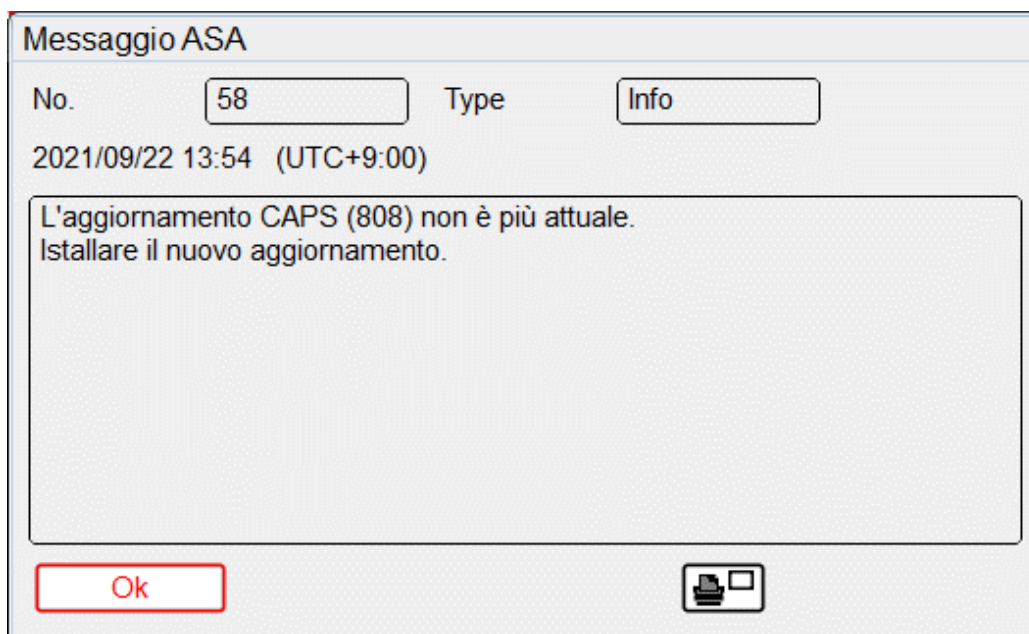 Messaggio ASA
No. 58 Type Info
2021/09/22 13:54 (UTC+9:00)
L'aggiornamento CAPS (808) non è più attuale.
Istallare il nuovo aggiornamento.
Ok